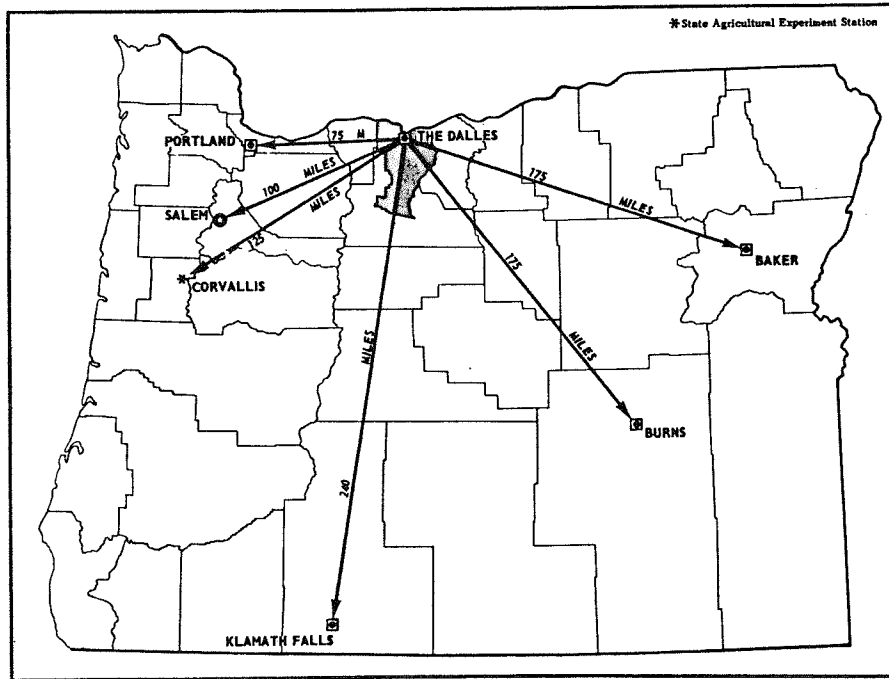 *State Agricultural Experiment Station
PORTLAND
75 M
THE DALLES
100 MILES
MILES
125
SALEM
CORVALLIS
175 MILES
BAKER
175 MILES
BURNS
MILES
240
KLAMATH FALLS